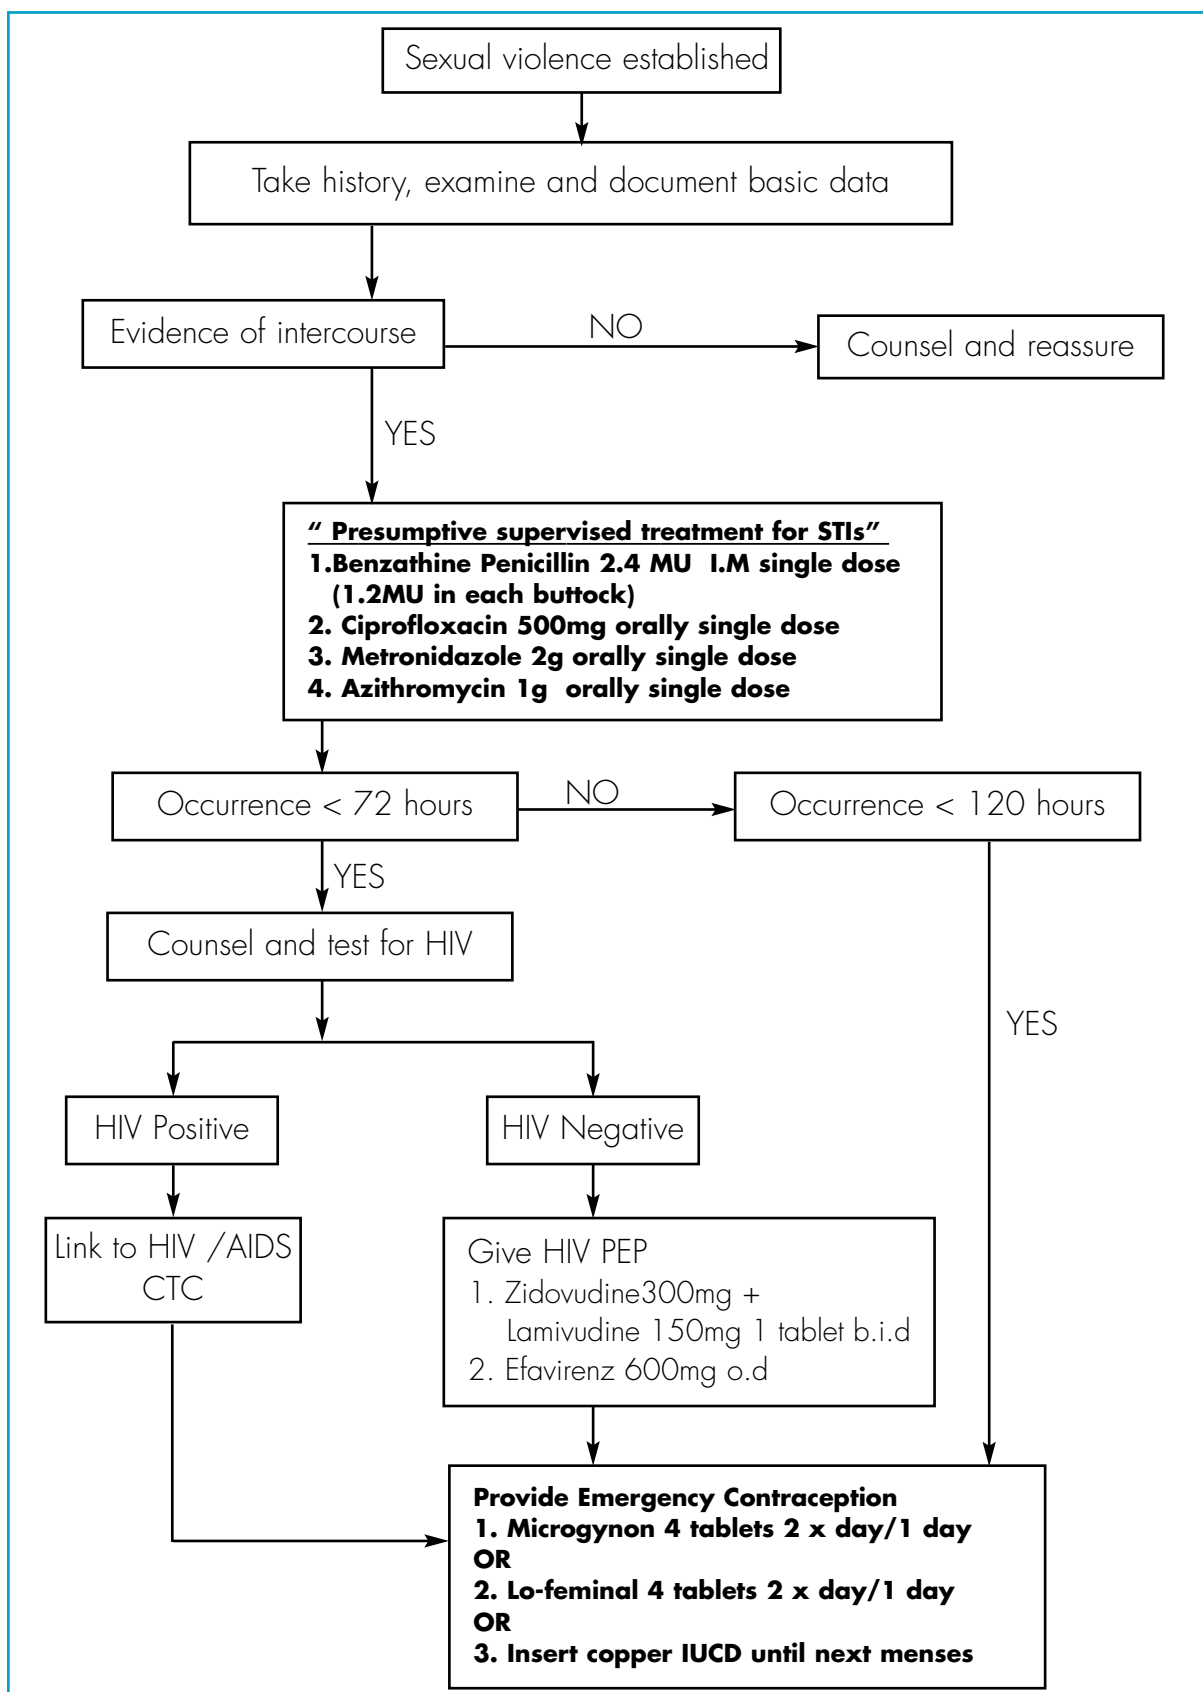 Sexual violence established
Take history, examine and document basic data
Evidence of intercourse
NO
Counsel and reassure
YES
“ Presumptive supervised treatment for STIs”
1.Benzathine Penicillin 2.4 MU I.M single dose
(1.2MU in each buttock)
2. Ciprofloxacin 500mg orally single dose
3. Metronidazole 2g orally single dose
4. Azithromycin 1g orally single dose
Occurrence < 72 hours
NO
Occurrence < 120 hours
YES
Counsel and test for HIV
YES
HIV Positive
HIV Negative
Link to HIV /AIDS
CTC
Give HIV PEP
1. Zidovudine300mg +
Lamivudine 150mg 1 tablet b.i.d
2. Efavirenz 600mg o.d
Provide Emergency Contraception
1. Microgynon 4 tablets 2 x day/1 day
OR
2. Lo-feminal 4 tablets 2 x day/1 day
OR
3. Insert copper IUCD until next menses